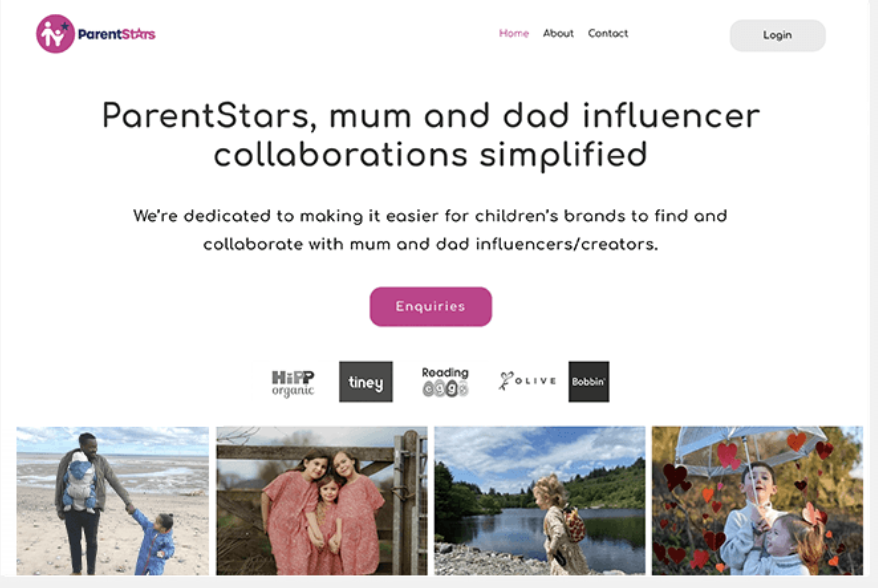 ParentStars
Home About Contact
Login
ParentStars, mum and dad influencer
collaborations simplified
We're dedicated to making it easier for children's brands to find and
collaborate with mum and dad influencers/creators.
Enquiries
HiPP
organic
tiney
Reading
eggs
OLIVE
Bobbin